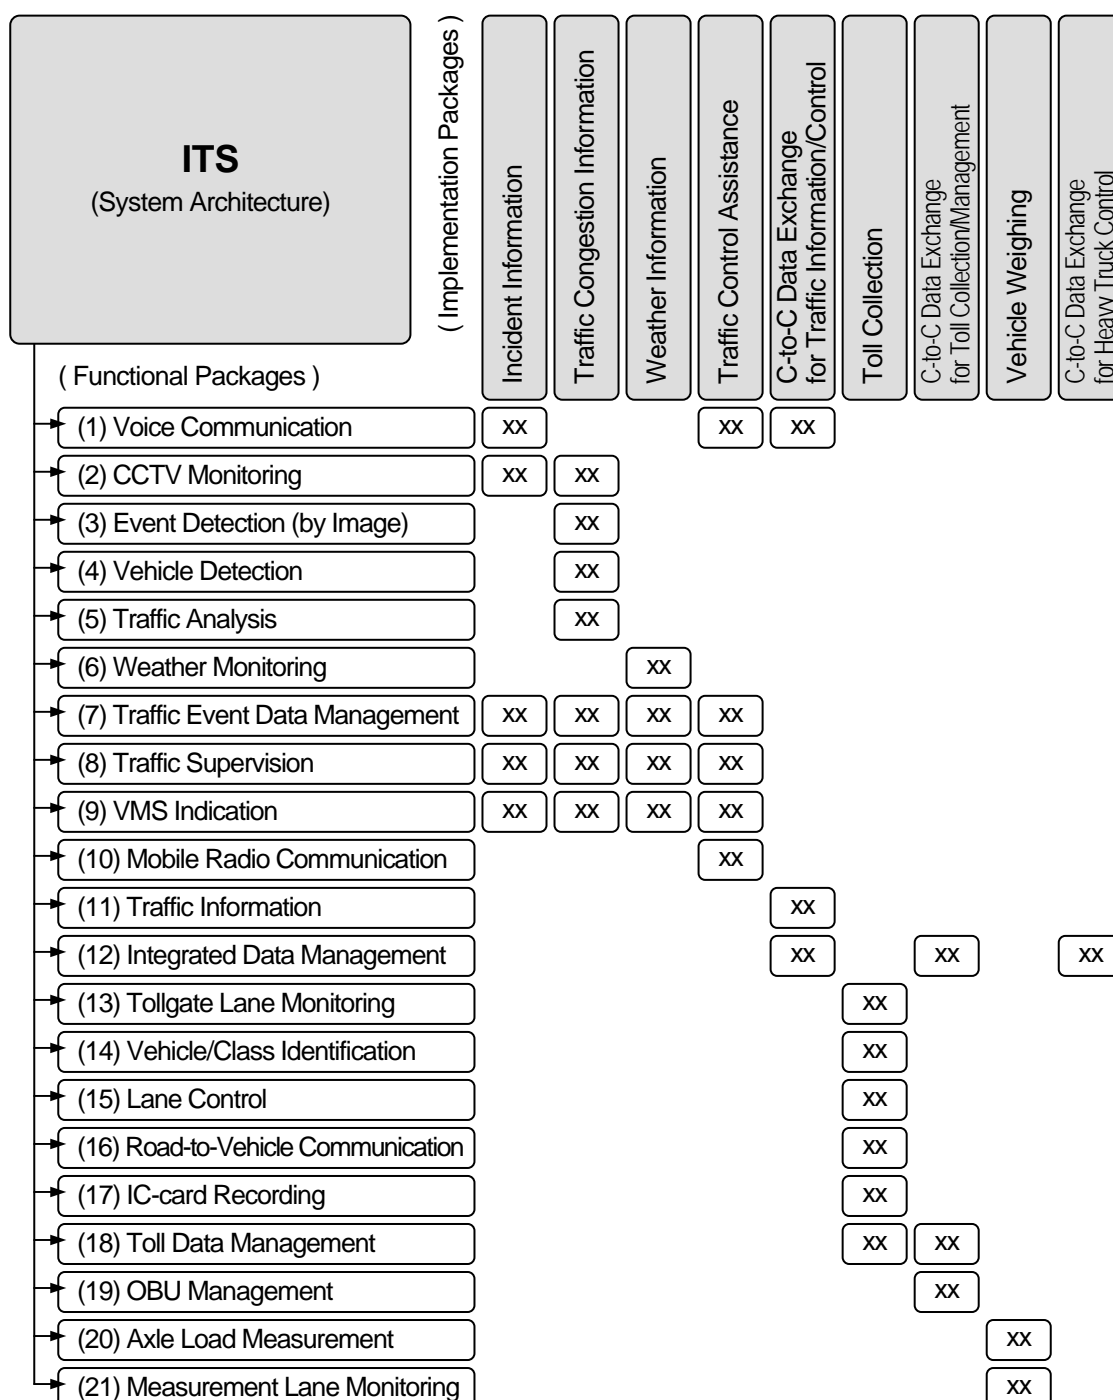 ITS
(System Architecture)
( Implementation Packages )
Incident Information
Traffic Congestion Information
Weather Information
Traffic Control Assistance
C-to-C Data Exchange
for Traffic Information/Control
Toll Collection
C-to-C Data Exchange
for Toll Collection/Management
Vehicle Weighing
C-to-C Data Exchange
for Heavy Truck Control
( Functional Packages )
(1) Voice Communication xx xx xx
(2) CCTV Monitoring xx xx
(3) Event Detection (by Image) xx
(4) Vehicle Detection xx
(5) Traffic Analysis xx
(6) Weather Monitoring xx
(7) Traffic Event Data Management xx xx xx xx
(8) Traffic Supervision xx xx xx xx
(9) VMS Indication xx xx xx xx
(10) Mobile Radio Communication xx
(11) Traffic Information xx
(12) Integrated Data Management xx xx xx
(13) Tollgate Lane Monitoring xx
(14) Vehicle/Class Identification xx
(15) Lane Control xx
(16) Road-to-Vehicle Communication xx
(17) IC-card Recording xx
(18) Toll Data Management xx xx
(19) OBU Management xx
(20) Axle Load Measurement xx
(21) Measurement Lane Monitoring xx